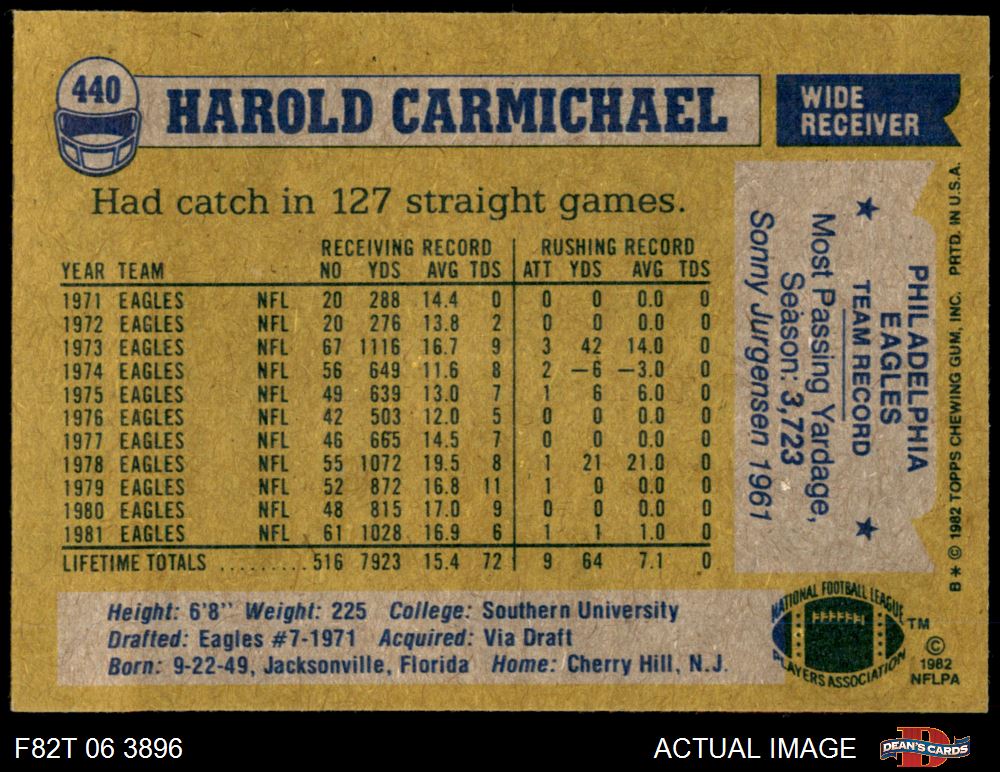 440
HAROLD CARMICHAEL
WIDE
RECEIVER
Had catch in 127 straight games.
RECEIVING RECORD RUSHING RECORD
YEAR TEAM NO YDS AVG TDS ATT YDS AVG TDS
1971 EAGLES NFL 20 288 14.4 0 0 0 0.0 0
1972 EAGLES NFL 20 276 13.8 2 0 0 0.0 0
1973 EAGLES NFL 67 1116 16.7 9 3 42 14.0 0
1974 EAGLES NFL 56 649 11.6 8 2 –6 –3.0 0
1975 EAGLES NFL 49 639 13.0 7 1 6 6.0 0
1976 EAGLES NFL 42 503 12.0 5 0 0 0.0 0
1977 EAGLES NFL 46 665 14.5 7 0 0 0.0 0
1978 EAGLES NFL 55 1072 19.5 8 1 21 21.0 0
1979 EAGLES NFL 52 872 16.8 11 1 0 0.0 0
1980 EAGLES NFL 48 815 17.0 9 0 0 0.0 0
1981 EAGLES NFL 61 1028 16.9 6 1 1 1.0 0
LIFETIME TOTALS ......... 516 7923 15.4 72 9 64 7.1 0
PHILADELPHIA
EAGLES
★ TEAM RECORD ★
Most Passing Yardage,
Season: 3,723
Sonny Jurgensen 1961
B * © 1982 TOPPS CHEWING GUM, INC. PRTD. IN U.S.A.
Height: 6'8" Weight: 225 College: Southern University
Drafted: Eagles #7-1971 Acquired: Via Draft
Born: 9-22-49, Jacksonville, Florida Home: Cherry Hill, N.J.
NATIONAL FOOTBALL LEAGUE
PLAYERS ASSOCIATION
TM
©
1982
NFLPA
F82T 06 3896
ACTUAL IMAGE
DEAN'S CARDS